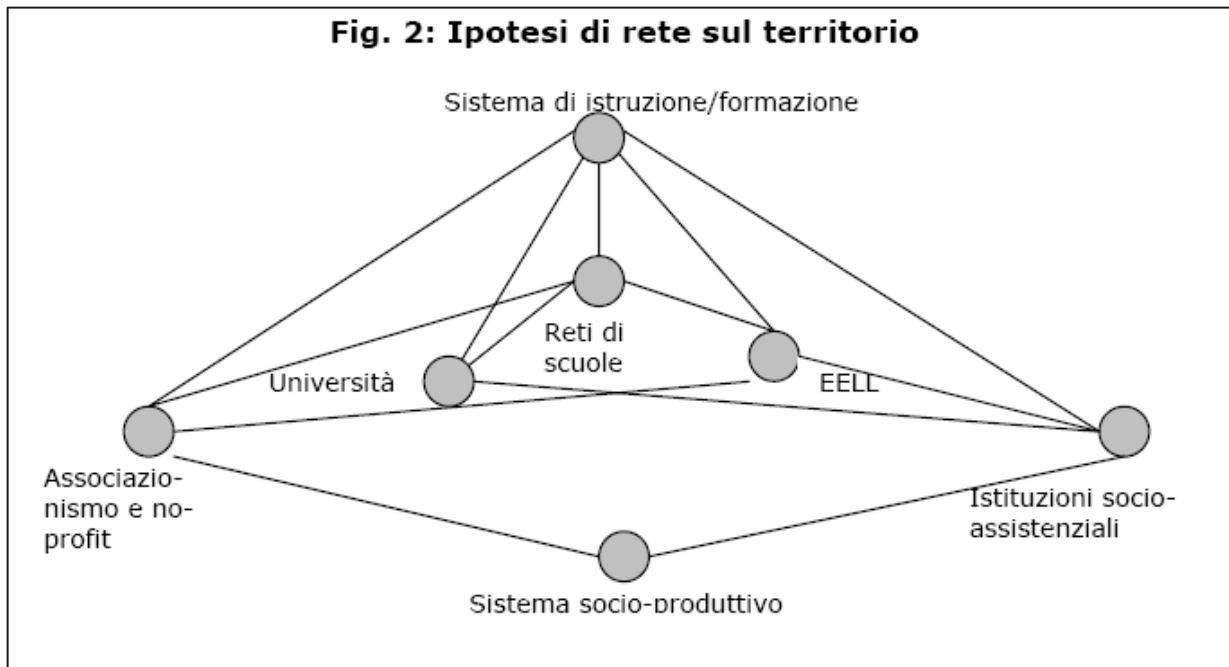 Fig. 2: Ipotesi di rete sul territorio
Sistema di istruzione/formazione
Reti di
scuole
Università
EELL
Associazio-
nismo e no-
profit
Istituzioni socio-
assistenziali
Sistema socio-produttivo